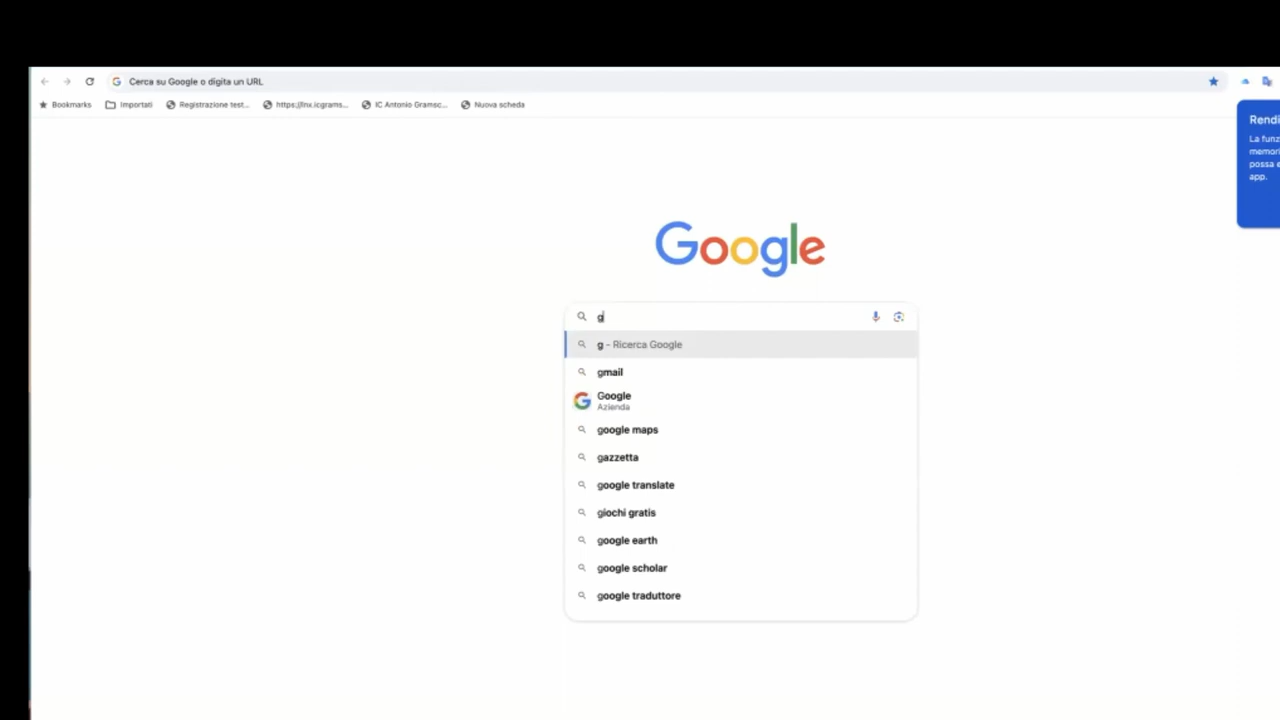 Cerca su Google o digita un URL
Bookmarks Importati Registrazione test... https://lnx.icgrams... IC Antonio Gramsc... Nuova scheda
Rendi
La funz
memori
possa e
app.
Google
g
g - Ricerca Google
gmail
Google
Azienda
google maps
gazzetta
google translate
giochi gratis
google earth
google scholar
google traduttore